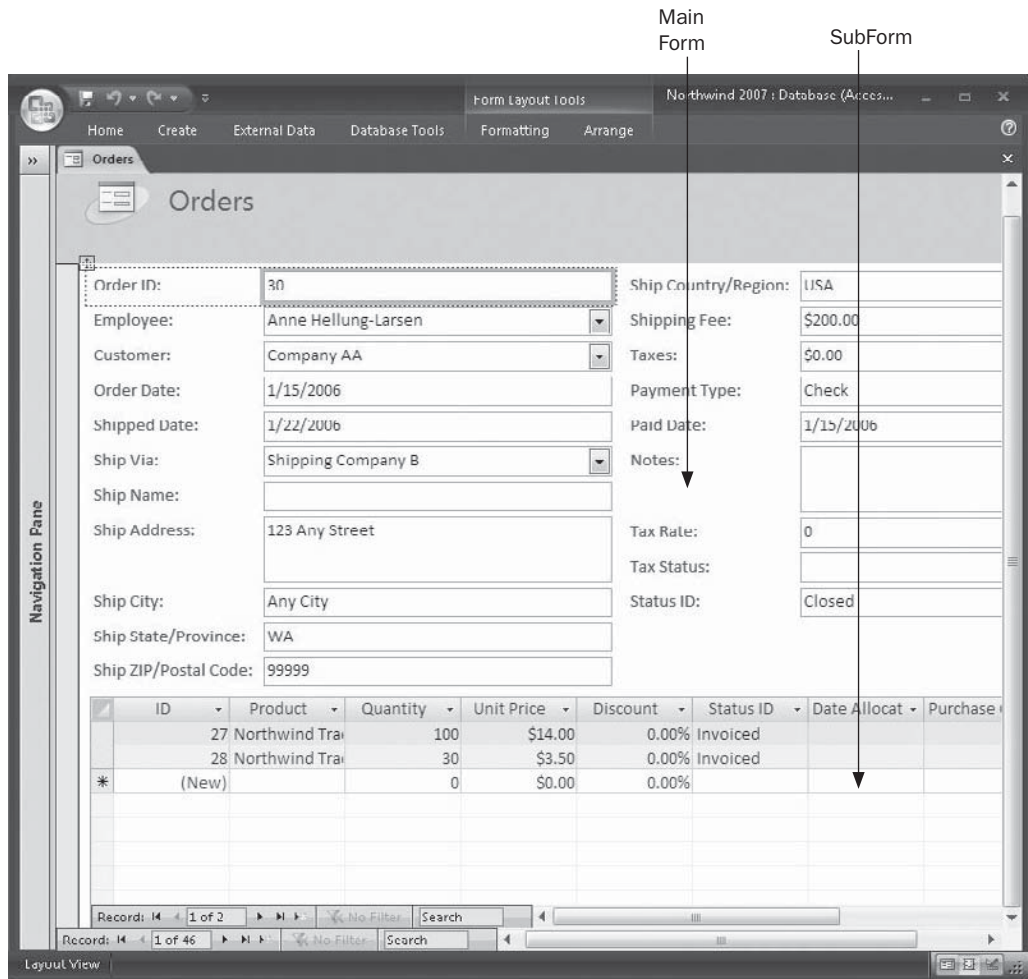 Main
Form
SubForm
Form Layout Tools
Northwind 2007 : Database (Acces...
Home Create External Data Database Tools Formatting Arrange
Orders
Orders
Order ID: 30 Ship Country/Region: USA
Employee: Anne Hellung-Larsen Shipping Fee: $200.00
Customer: Company AA Taxes: $0.00
Order Date: 1/15/2006 Payment Type: Check
Shipped Date: 1/22/2006 Paid Date: 1/15/2006
Ship Via: Shipping Company B Notes:
Ship Name:
Ship Address: 123 Any Street Tax Rate: 0
Tax Status:
Ship City: Any City Status ID: Closed
Ship State/Province: WA
Ship ZIP/Postal Code: 99999
Navigation Pane
ID Product Quantity Unit Price Discount Status ID Date Allocat Purchase
27 Northwind Tra 100 $14.00 0.00% Invoiced
28 Northwind Tra 30 $3.50 0.00% Invoiced
(New) 0 $0.00 0.00%
Record: 1 of 2 No Filter Search
Record: 1 of 46 No Filter Search
Layout View